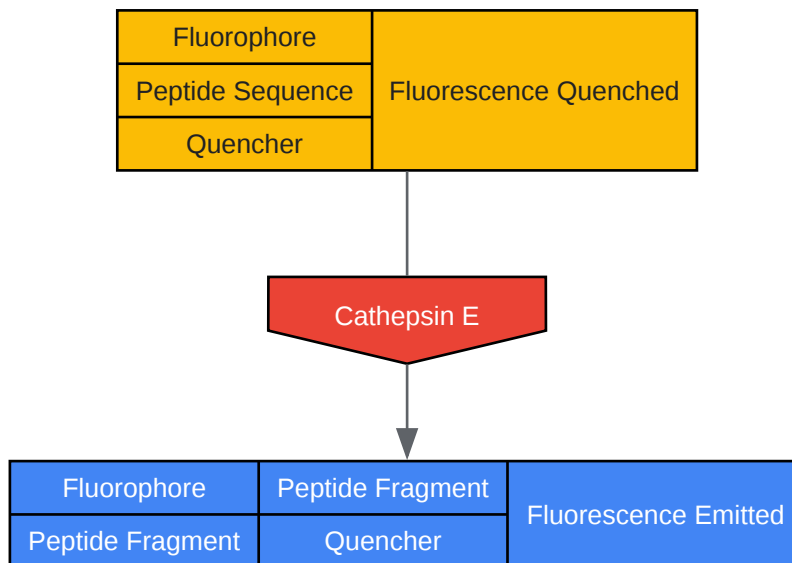 Fluorophore
Peptide Sequence
Quencher
Fluorescence Quenched
Cathepsin E
Fluorophore
Peptide Fragment
Peptide Fragment
Quencher
Fluorescence Emitted